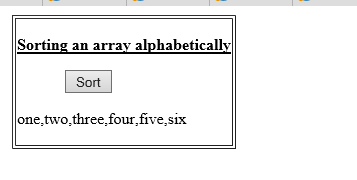 Sorting an array alphabetically
Sort
one,two,three,four,five,six